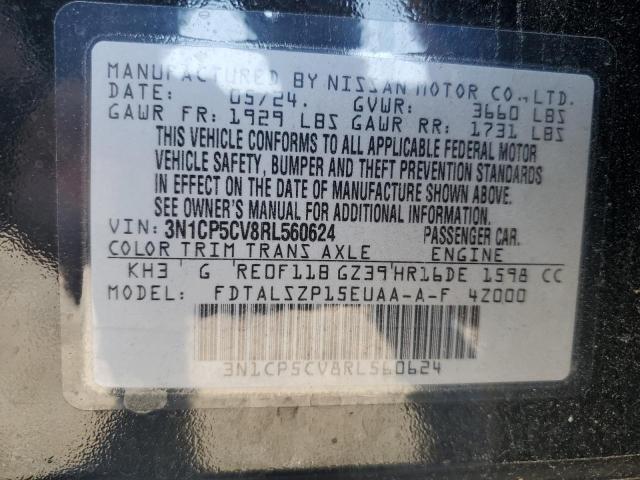 MANUFACTURED BY NISSAN MOTOR CO.,LTD.
DATE: 05/24. GVWR: 3660 LBS
GAWR FR: 1929 LBS GAWR RR: 1731 LBS
THIS VEHICLE CONFORMS TO ALL APPLICABLE FEDERAL MOTOR
VEHICLE SAFETY, BUMPER AND THEFT PREVENTION STANDARDS
IN EFFECT ON THE DATE OF MANUFACTURE SHOWN ABOVE.
SEE OWNER'S MANUAL FOR ADDITIONAL INFORMATION.
VIN: 3N1CP5CV8RL560624 PASSENGER CAR.
COLOR TRIM TRANS AXLE ENGINE
KH3 G RE0F11B GZ39 HR16DE 1598 CC
MODEL: FDTALSZP15EUAA-A-F 4Z000
3N1CP5CV8RL560624